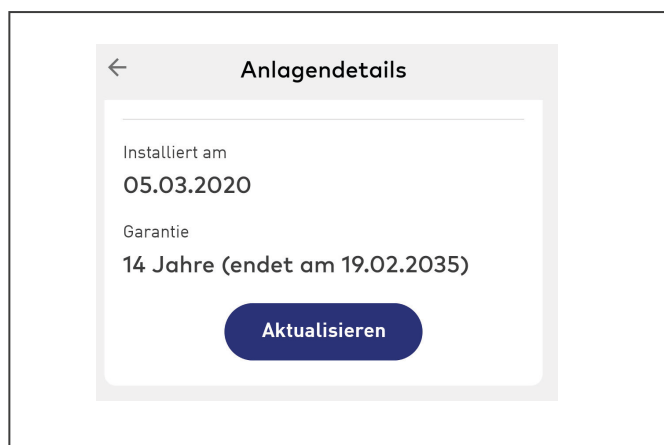 Anlagendetails
Installiert am
05.03.2020
Garantie
14 Jahre (endet am 19.02.2035)
Aktualisieren